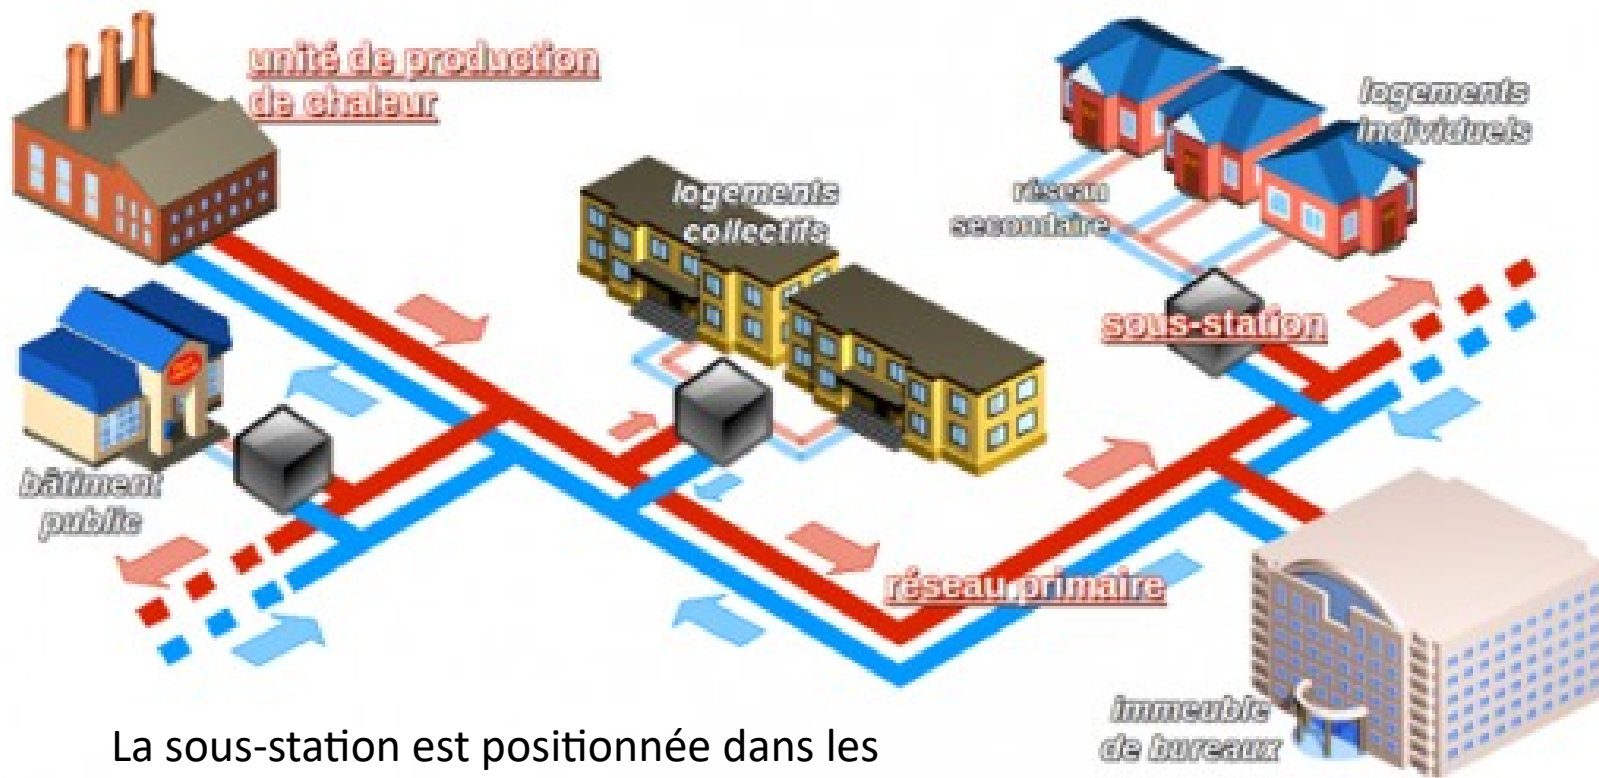 unité de production
de chaleur
logements
individuels
logements
collectifs
réseau
secondaire
sous-station
bâtiment
public
réseau primaire
immeuble
de bureaux
La sous-station est positionnée dans les